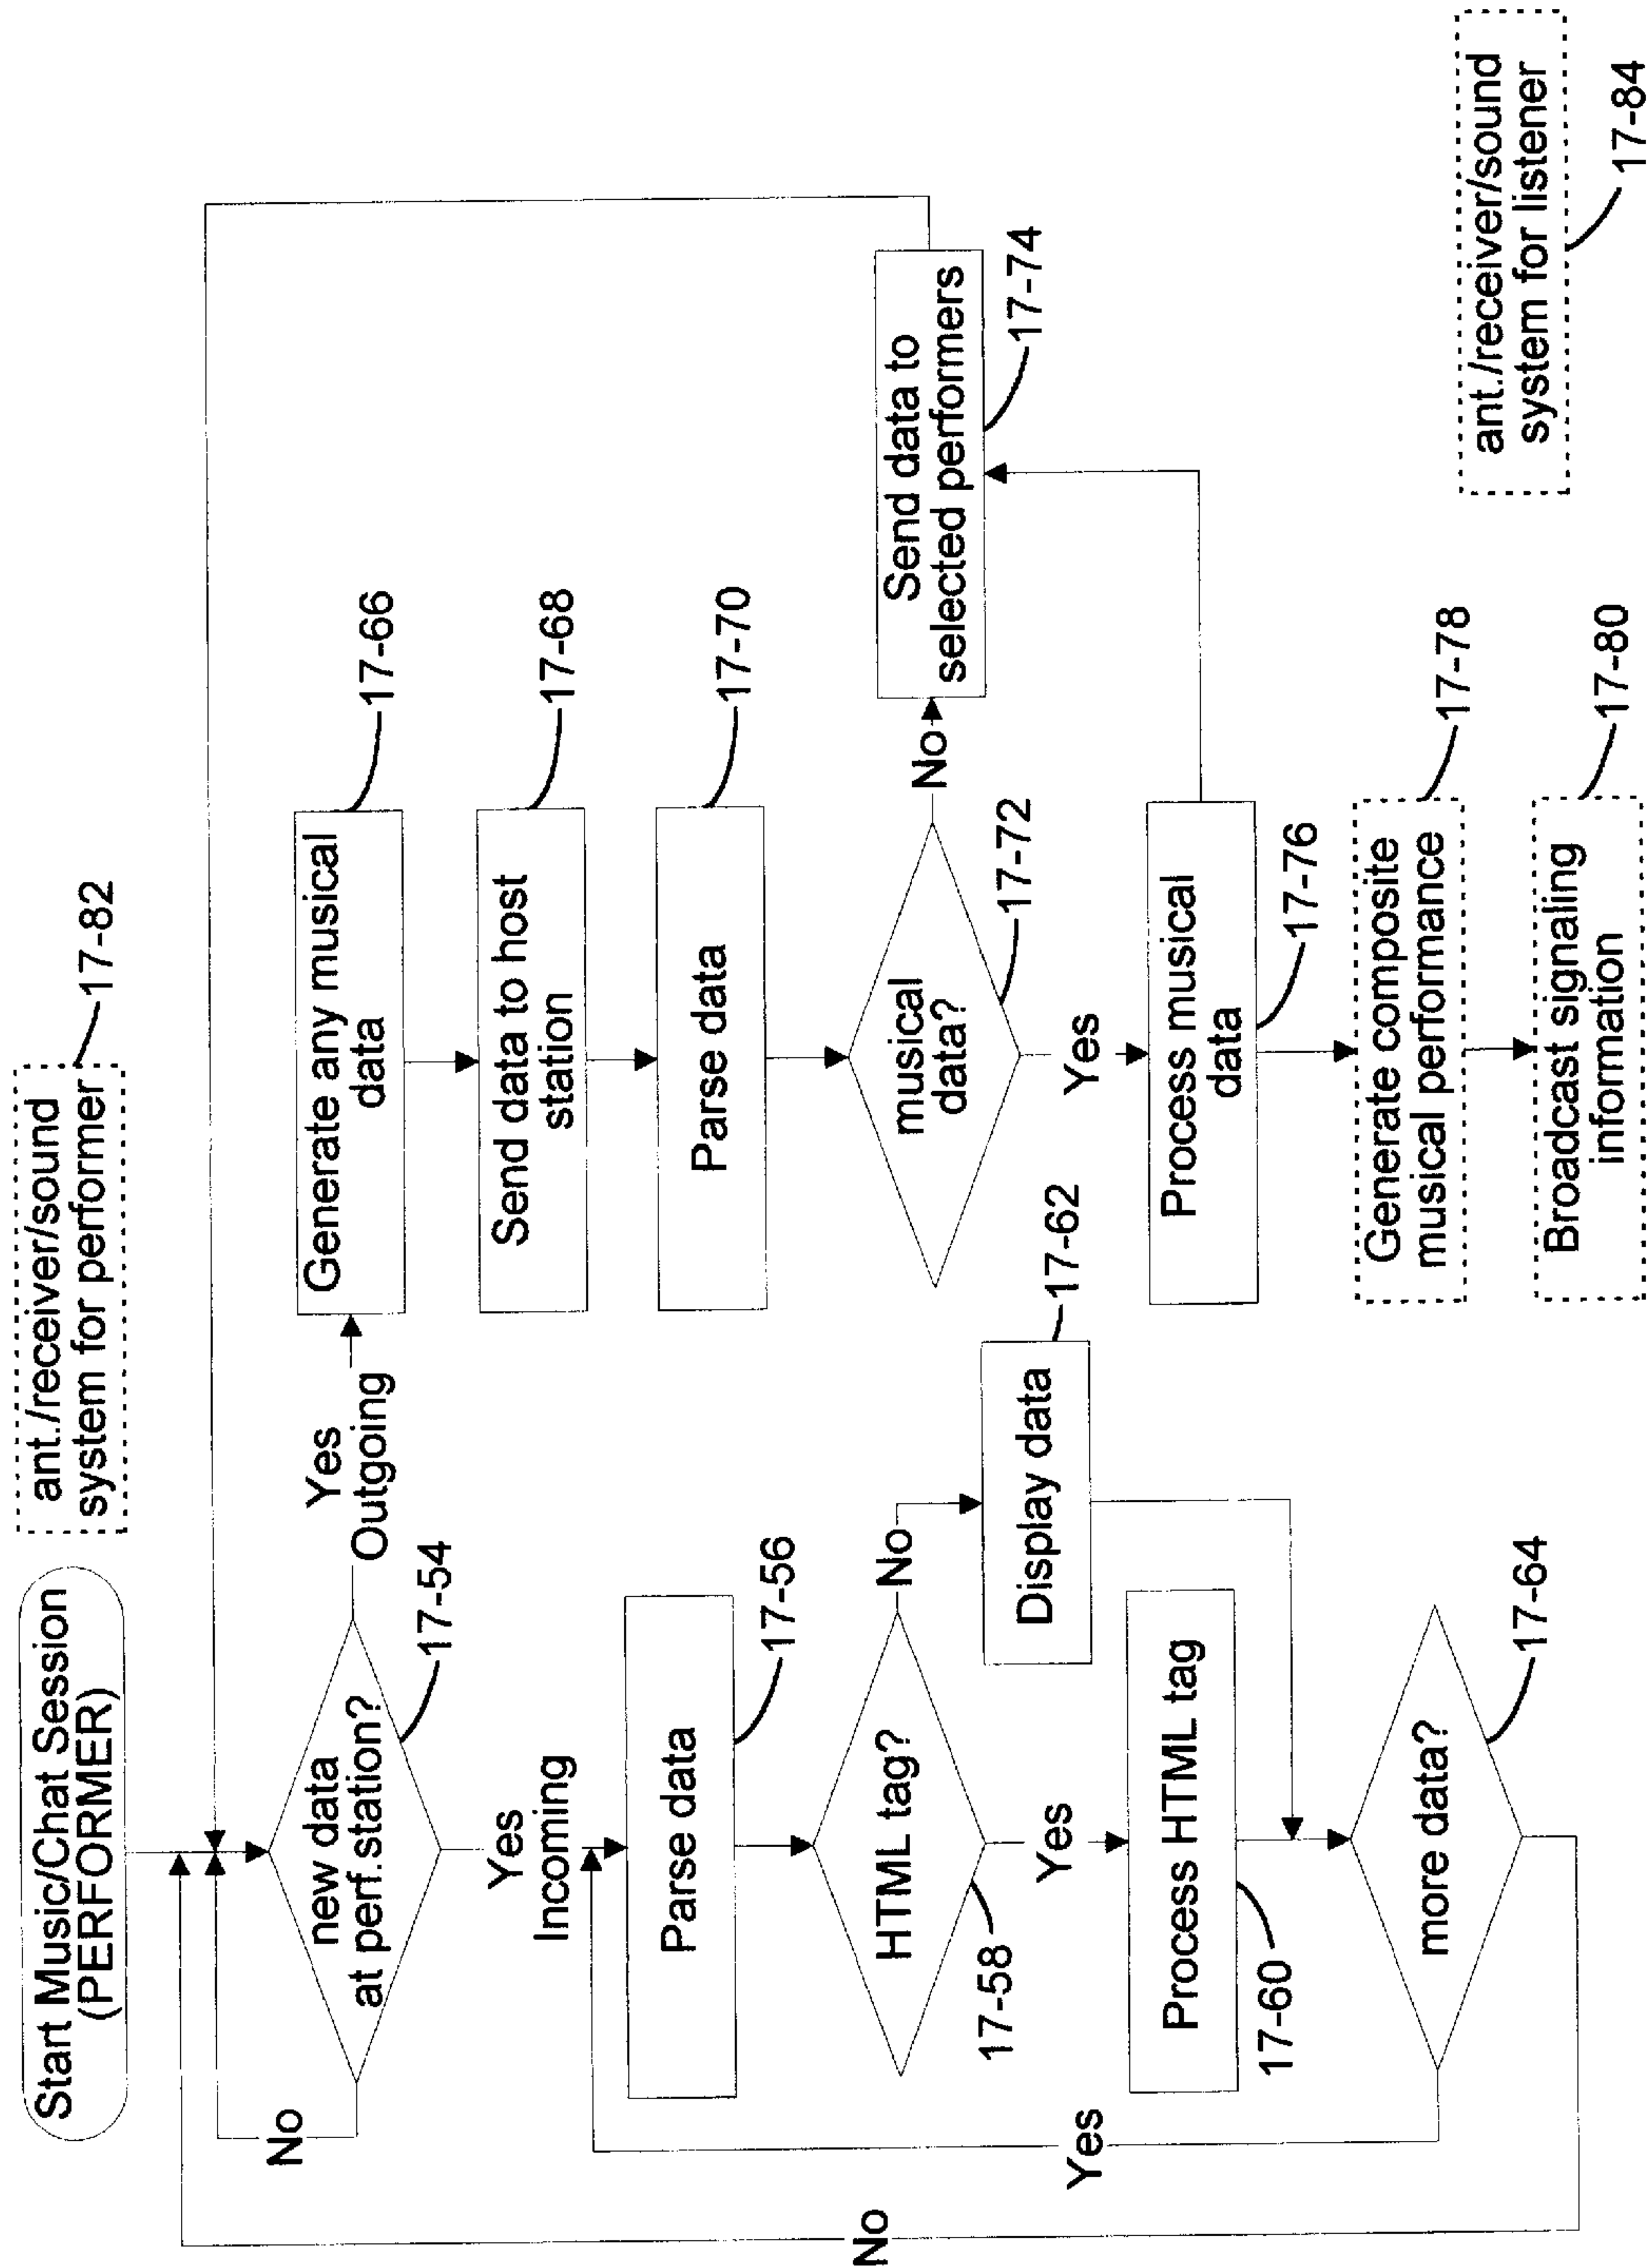 Start Music/Chat Session
(PERFORMER)
ant./receiver/sound
system for performer
17-82
new data
at perf.station?
17-54
No
Yes
Outgoing
Yes
Incoming
Parse data
17-56
HTML tag?
17-58
No
Yes
Display data
17-62
Process HTML tag
17-60
more data?
17-64
Yes
No
Generate any musical
data
17-66
Send data to host
station
17-68
Parse data
17-70
musical
data?
17-72
No
Yes
Send data to
selected performers
17-74
Process musical
data
17-76
Generate composite
musical performance
17-78
Broadcast signaling
information
17-80
ant./receiver/sound
system for listener
17-84